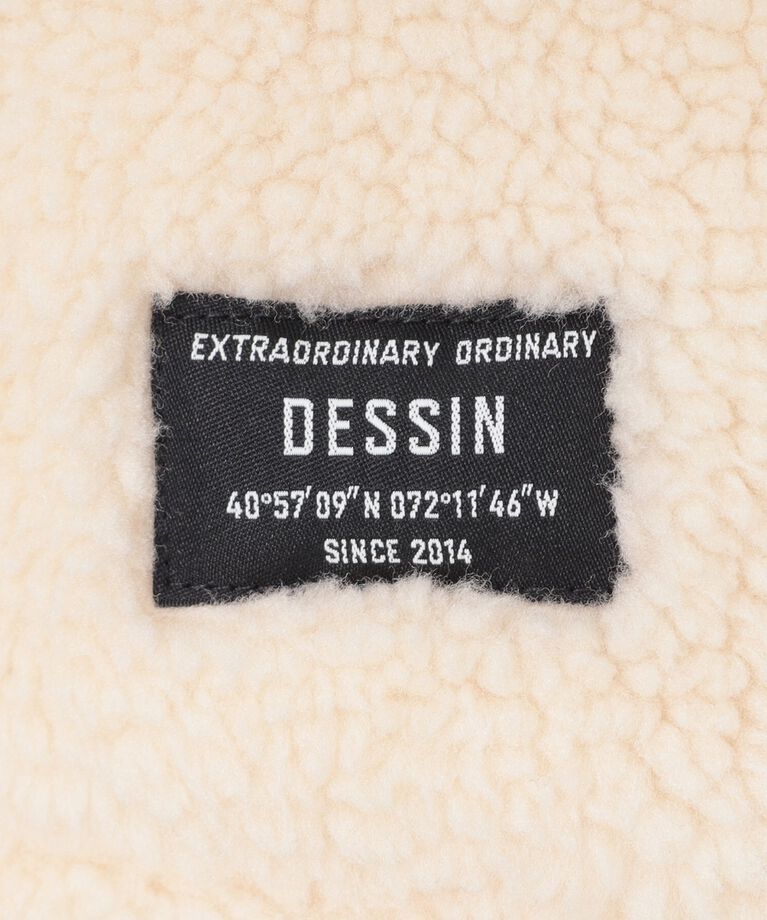 EXTRAORDINARY ORDINARY
DESSIN
40°57′09″N 072°11′46″W
SINCE 2014